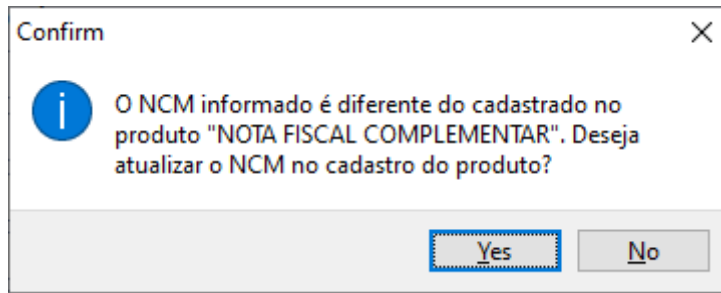 Confirm
O NCM informado é diferente do cadastrado no
produto "NOTA FISCAL COMPLEMENTAR". Deseja
atualizar o NCM no cadastro do produto?
Yes No